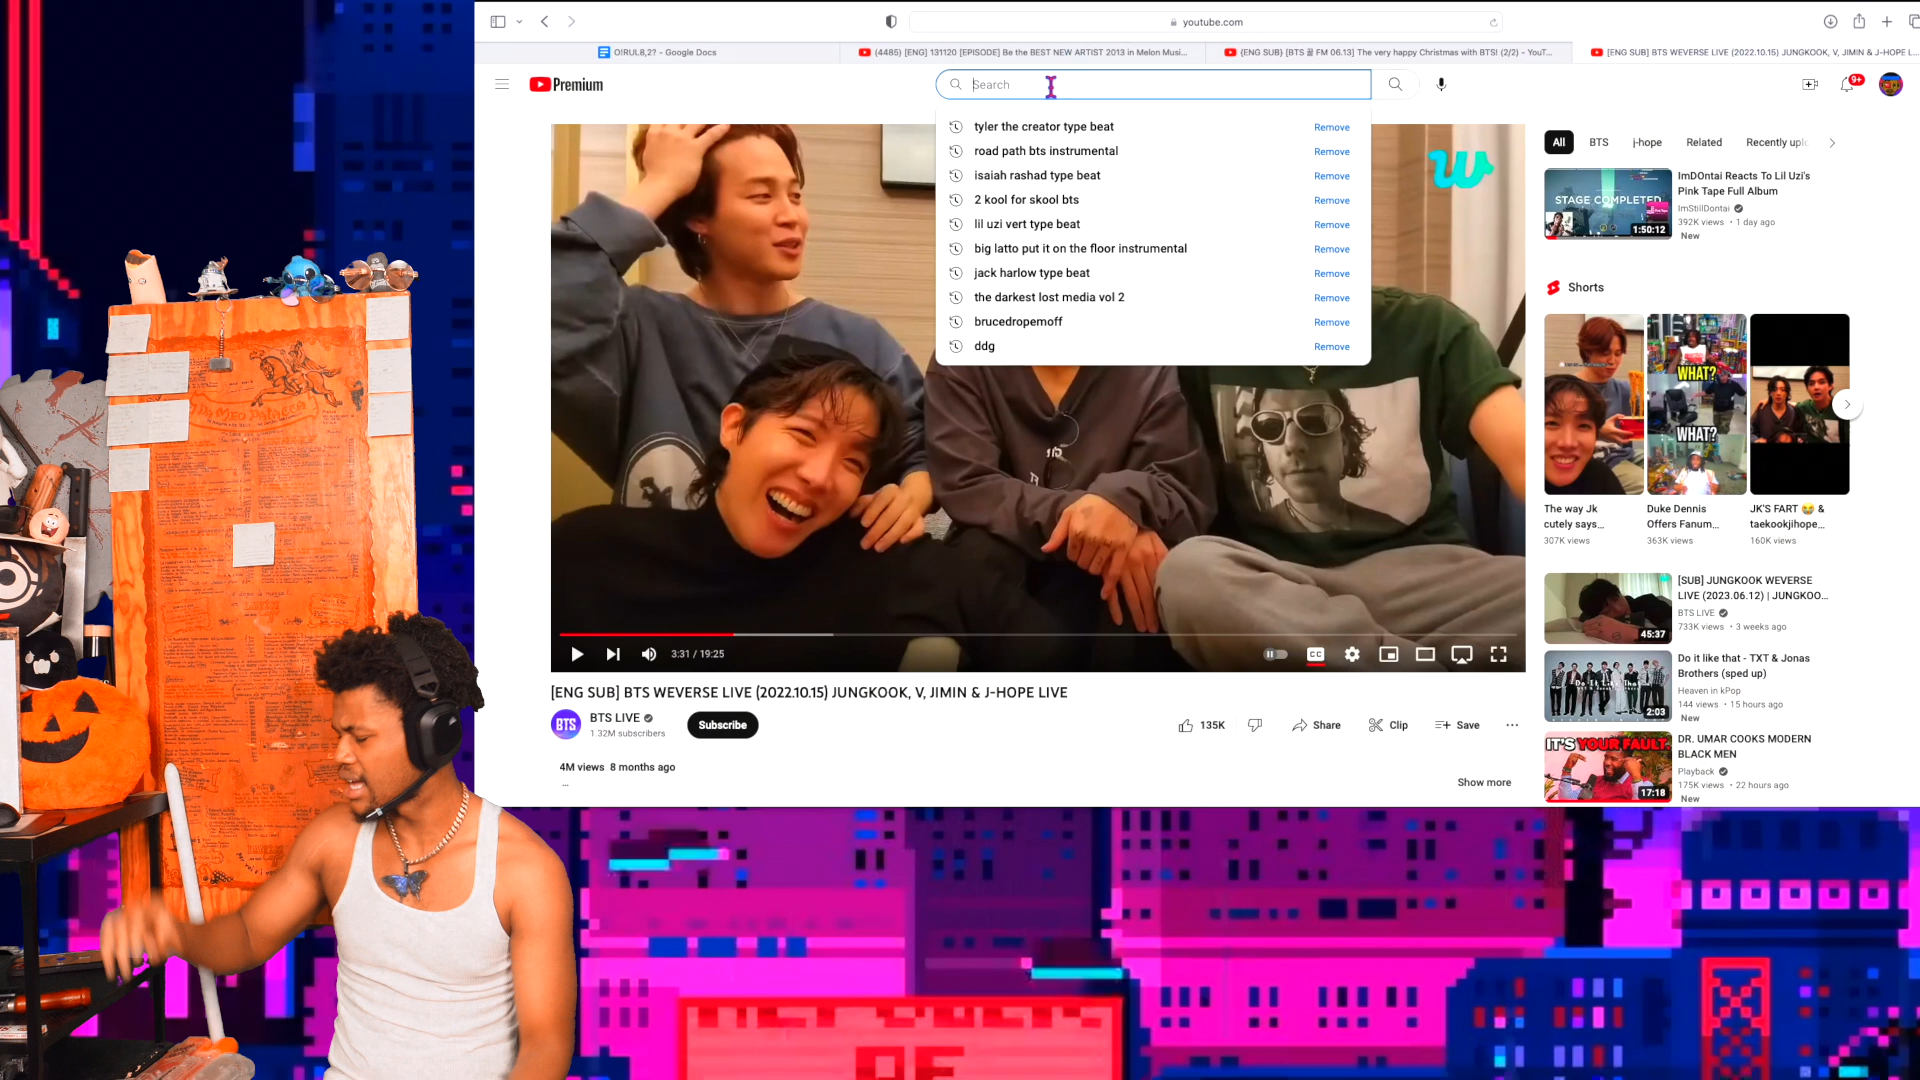 youtube.com
O!RUL8,2? - Google Docs
(4485) [ENG] 131120 [EPISODE] Be the BEST NEW ARTIST 2013 in Melon Musi...
{ENG SUB} [BTS 꿀 FM 06.13] The very happy Christmas with BTS! (2/2) - YouT...
[ENG SUB] BTS WEVERSE LIVE (2022.10.15) JUNGKOOK, V, JIMIN & J-HOPE L...
Premium
Search
9+
tyler the creator type beat Remove
road path bts instrumental Remove
isaiah rashad type beat Remove
2 kool for skool bts Remove
lil uzi vert type beat Remove
big latto put it on the floor instrumental Remove
jack harlow type beat Remove
the darkest lost media vol 2 Remove
brucedropemoff Remove
ddg Remove
w
All BTS j-hope Related Recently uplo
STAGE COMPLETED
1:50:12
ImDOntai Reacts To Lil Uzi's
Pink Tape Full Album
ImStillDontai
392K views • 1 day ago
New
Shorts
WHAT?
WHAT?
The way Jk
cutely says...
307K views
Duke Dennis
Offers Fanum...
363K views
JK'S FART 😂 &
taekookjihope...
160K views
45:37
[SUB] JUNGKOOK WEVERSE
LIVE (2023.06.12) | JUNGKOO...
BTS LIVE
733K views • 3 weeks ago
Do It Like That
2:03
Do it like that - TXT & Jonas
Brothers (sped up)
Heaven in kPop
144 views • 15 hours ago
New
IT'S YOUR FAULT.
17:18
DR. UMAR COOKS MODERN
BLACK MEN
Playback
175K views • 22 hours ago
New
3:31 / 19:25
CC
[ENG SUB] BTS WEVERSE LIVE (2022.10.15) JUNGKOOK, V, JIMIN & J-HOPE LIVE
BTS
BTS LIVE
1.32M subscribers
Subscribe
135K
Share
Clip
Save
...
4M views 8 months ago
...
Show more